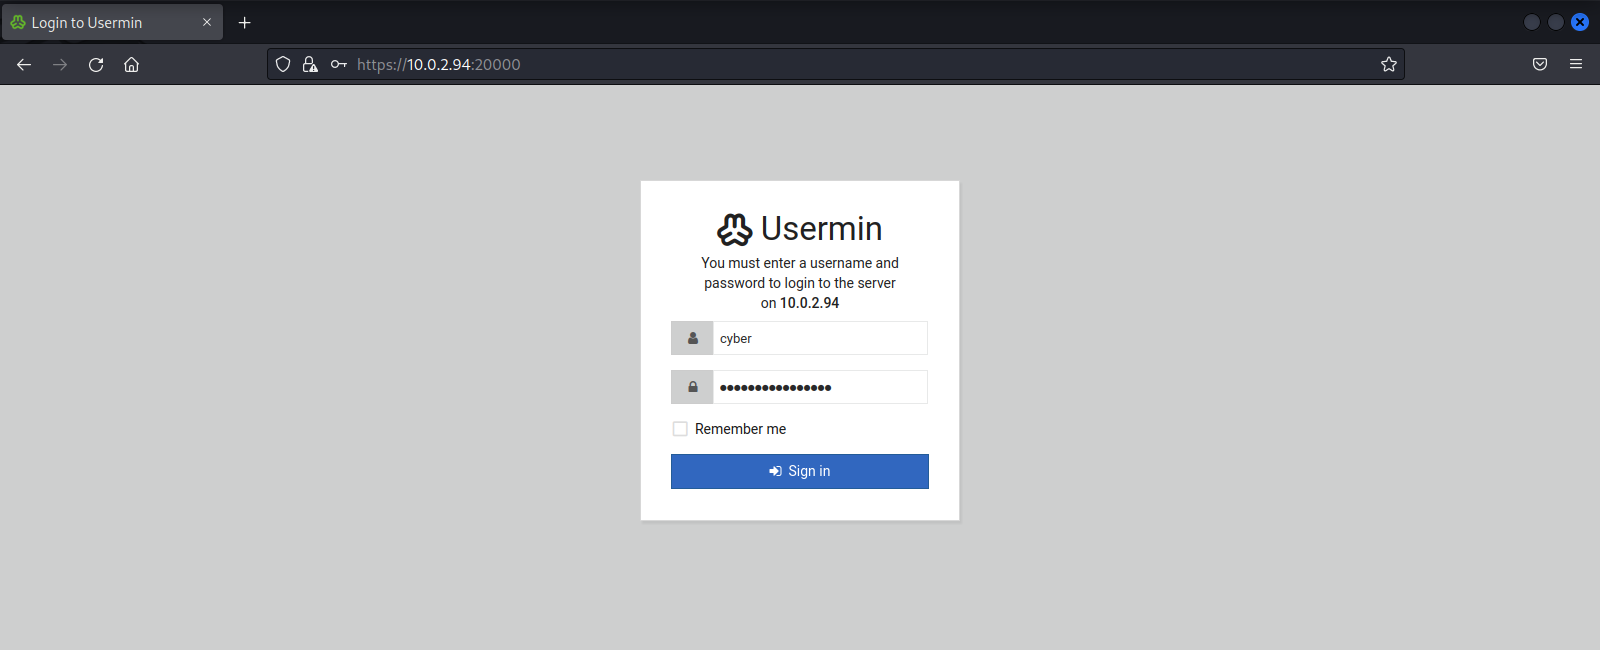 Login to Usermin
https://10.0.2.94:20000
Usermin
You must enter a username and
password to login to the server
on 10.0.2.94
cyber
••••••••••••••••
Remember me
Sign in